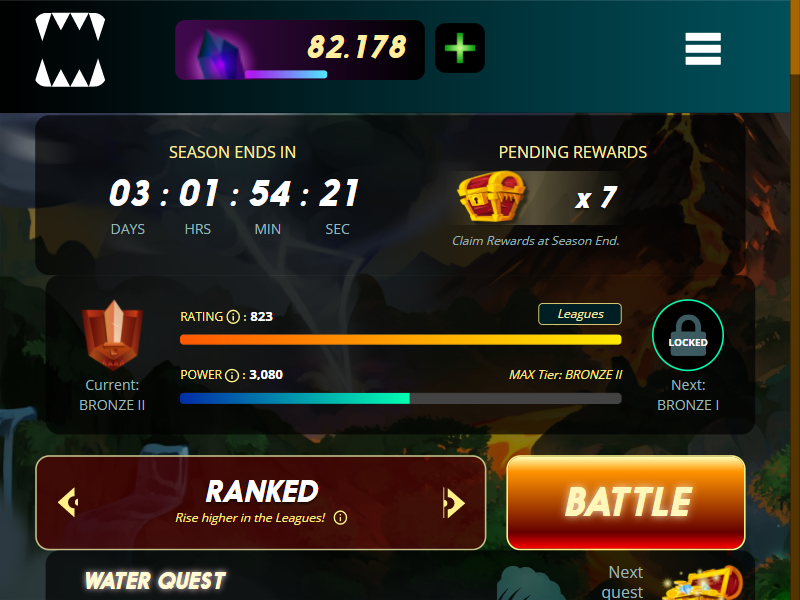 82.178
SEASON ENDS IN
03 : 01 : 54 : 21
DAYS HRS MIN SEC
PENDING REWARDS
x 7
Claim Rewards at Season End.
RATING i : 823
Leagues
POWER i : 3,080
MAX Tier: BRONZE II
Current:
BRONZE II
LOCKED
Next:
BRONZE I
RANKED
Rise higher in the Leagues! i
BATTLE
WATER QUEST
Next
quest